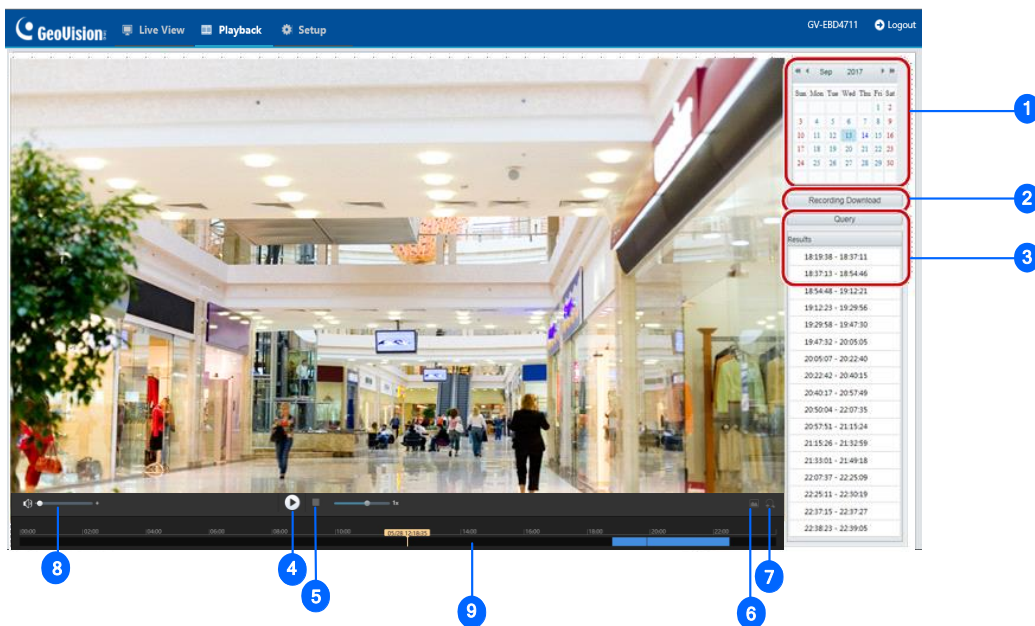 GeoVision
Live View
Playback
Setup
GV-EBD4711
Logout
Sep 2017
Sun Mon Tue Wed Thu Fri Sat
1 2
3 4 5 6 7 8 9
10 11 12 13 14 15 16
17 18 19 20 21 22 23
24 25 26 27 28 29 30
1
Recording Download
2
Query
Results
3
18:19:38 - 18:37:11
18:37:13 - 18:54:46
18:54:48 - 19:12:21
19:12:23 - 19:29:56
19:29:58 - 19:47:30
19:47:32 - 20:05:05
20:05:07 - 20:22:40
20:22:42 - 20:40:15
20:40:17 - 20:57:49
20:50:04 - 22:07:35
20:57:51 - 21:15:24
21:15:26 - 21:32:59
21:33:01 - 21:49:18
22:07:37 - 22:25:09
22:25:11 - 22:30:19
22:37:15 - 22:37:27
22:38:23 - 22:39:05
1x
00:00 02:00 04:00 06:00 08:00 10:00 05/26 12:18:35 14:00 16:00 18:00 20:00 22:00
8
4
5
9
6
7